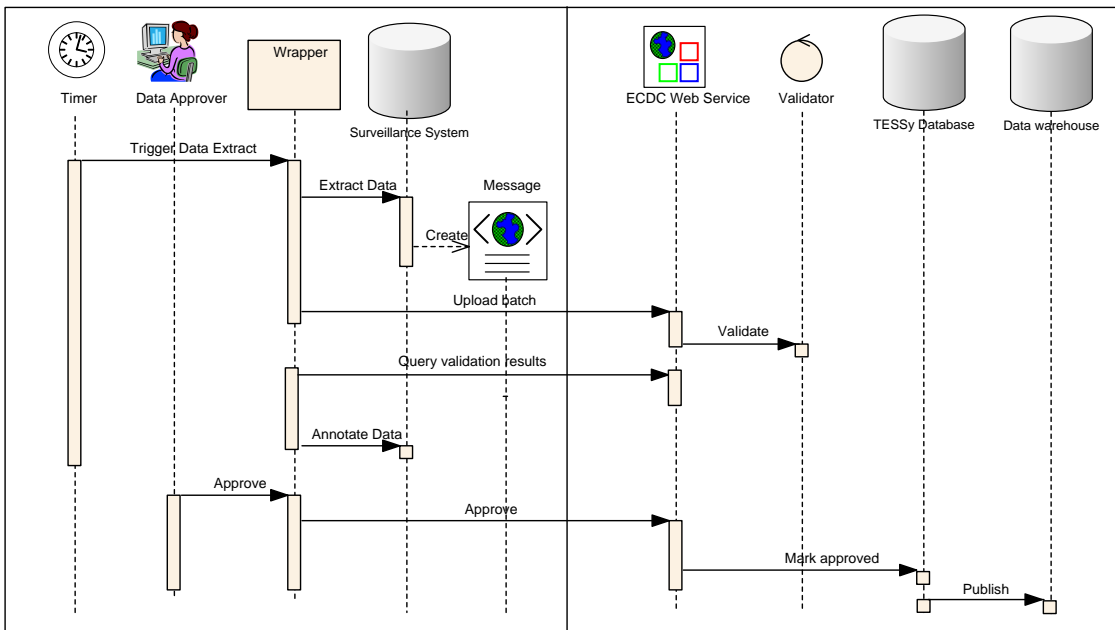 Wrapper
Timer
Data Approver
Surveillance System
ECDC Web Service
Validator
TESSy Database
Data warehouse
Trigger Data Extract
Extract Data
Message
Create
Upload batch
Validate
Query validation results
Annotate Data
Approve
Approve
Mark approved
Publish